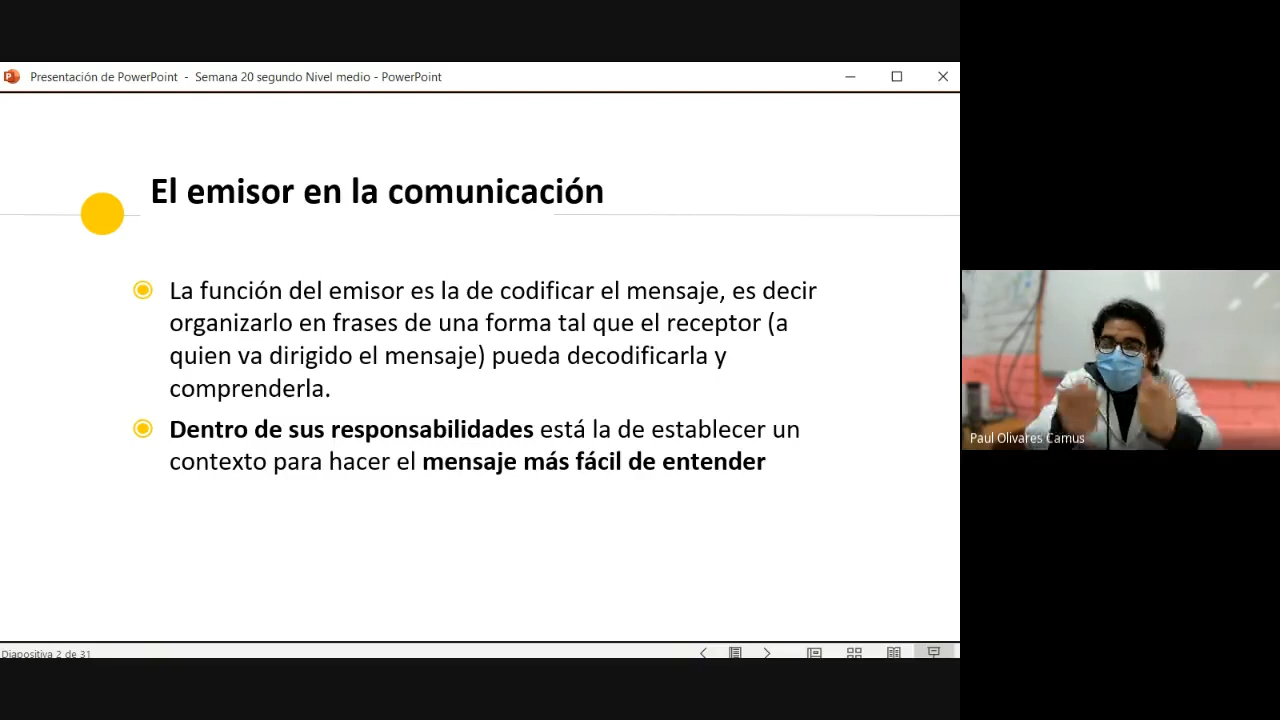 Presentación de PowerPoint - Semana 20 segundo Nivel medio - PowerPoint
El emisor en la comunicación
La función del emisor es la de codificar el mensaje, es decir
organizarlo en frases de una forma tal que el receptor (a
quien va dirigido el mensaje) pueda decodificarla y
comprenderla.
Dentro de sus responsabilidades está la de establecer un
contexto para hacer el mensaje más fácil de entender
Paul Olivares Camus
Diapositiva 2 de 31